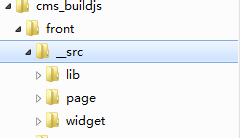 cms_buildjs
front
__src
lib
page
widget